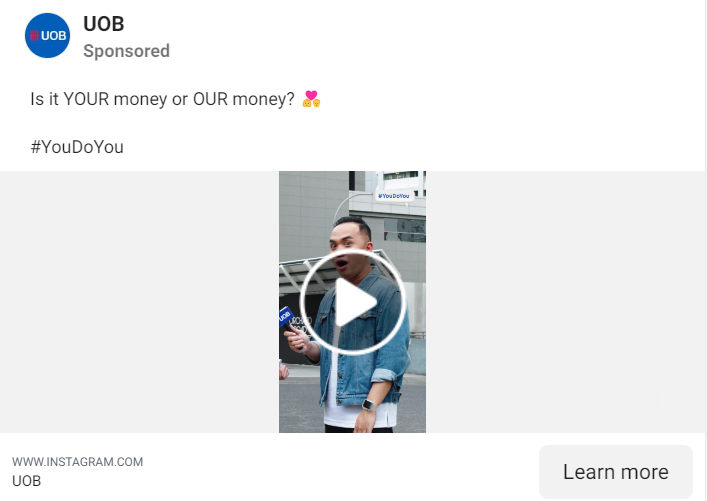 UOB
UOB
Sponsored
Is it YOUR money or OUR money? 💏
#YouDoYou
#YouDoYou
UOB
WWW.INSTAGRAM.COM
UOB
Learn more